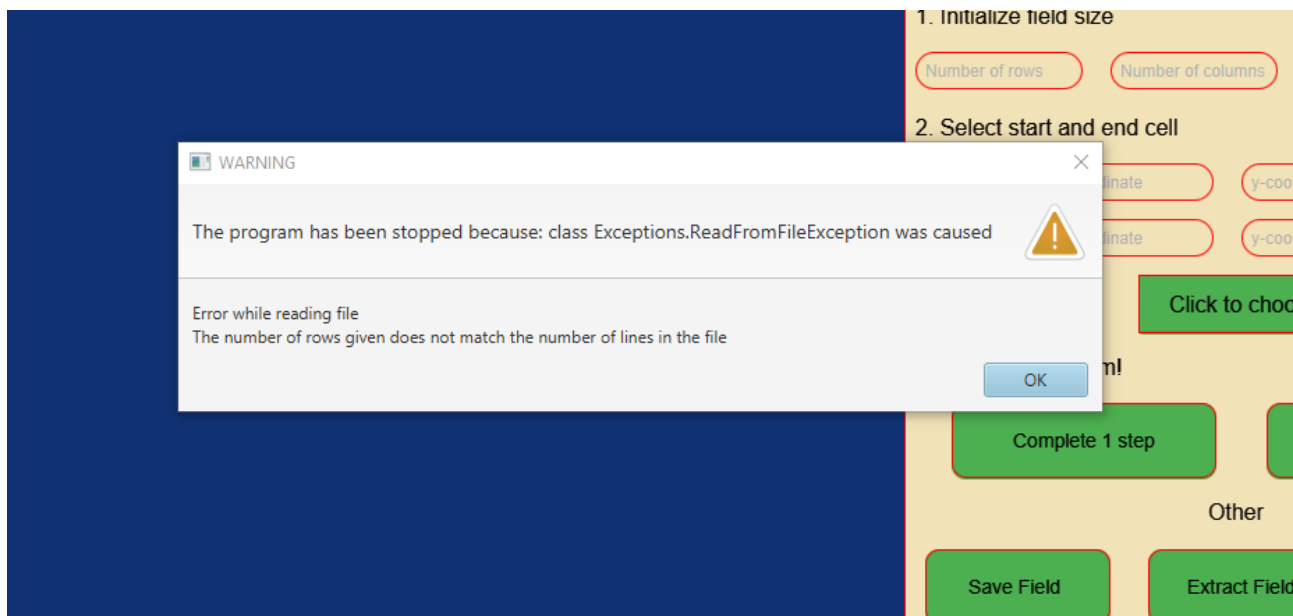 1. Initialize field size
Number of rows
Number of columns
2. Select start and end cell
WARNING
The program has been stopped because: class Exceptions.ReadFromFileException was caused
Error while reading file
The number of rows given does not match the number of lines in the file
OK
Click to
Complete 1 step
Other
Save Field
Extract Field